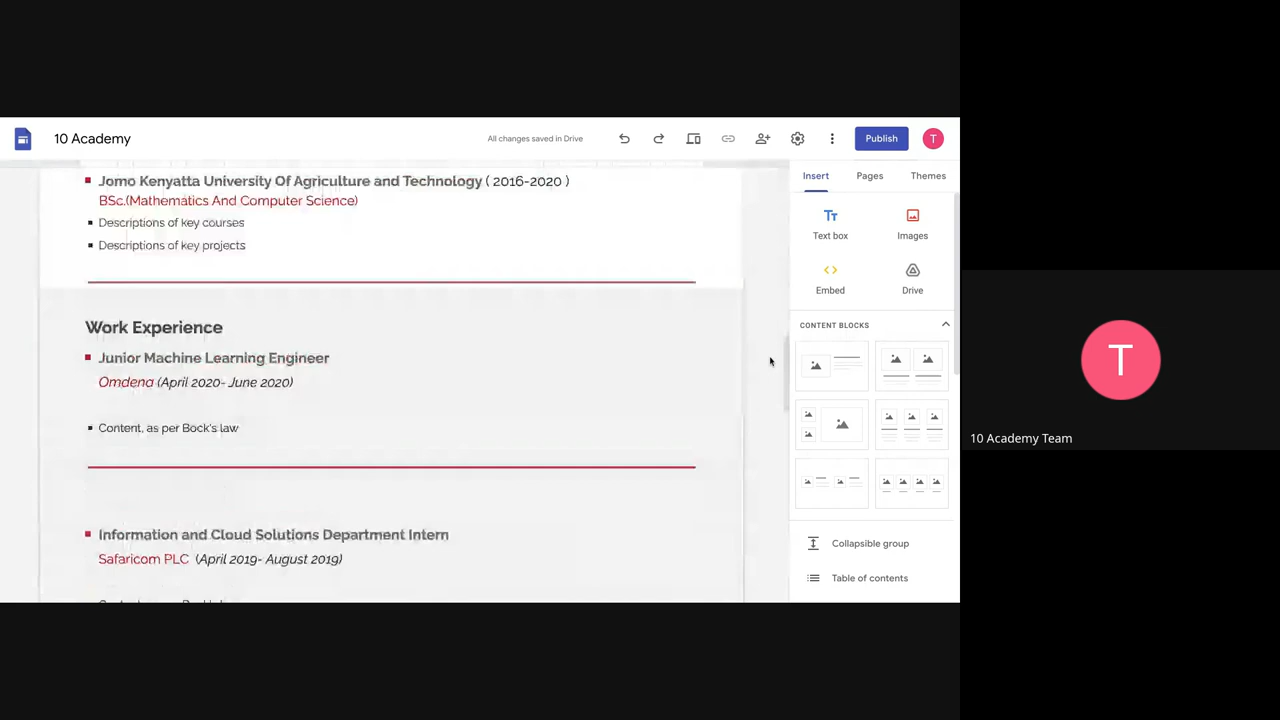 10 Academy
All changes saved in Drive
Publish
T
Insert
Pages
Themes
Jomo Kenyatta University Of Agriculture and Technology ( 2016-2020 )
BSc.(Mathematics And Computer Science)
Descriptions of key courses
Descriptions of key projects
Work Experience
Junior Machine Learning Engineer
Omdena (April 2020- June 2020)
Content, as per Bock's law
Information and Cloud Solutions Department Intern
Safaricom PLC (April 2019- August 2019)
Tт
Text box
Images
Embed
Drive
CONTENT BLOCKS
Collapsible group
Table of contents
T
10 Academy Team